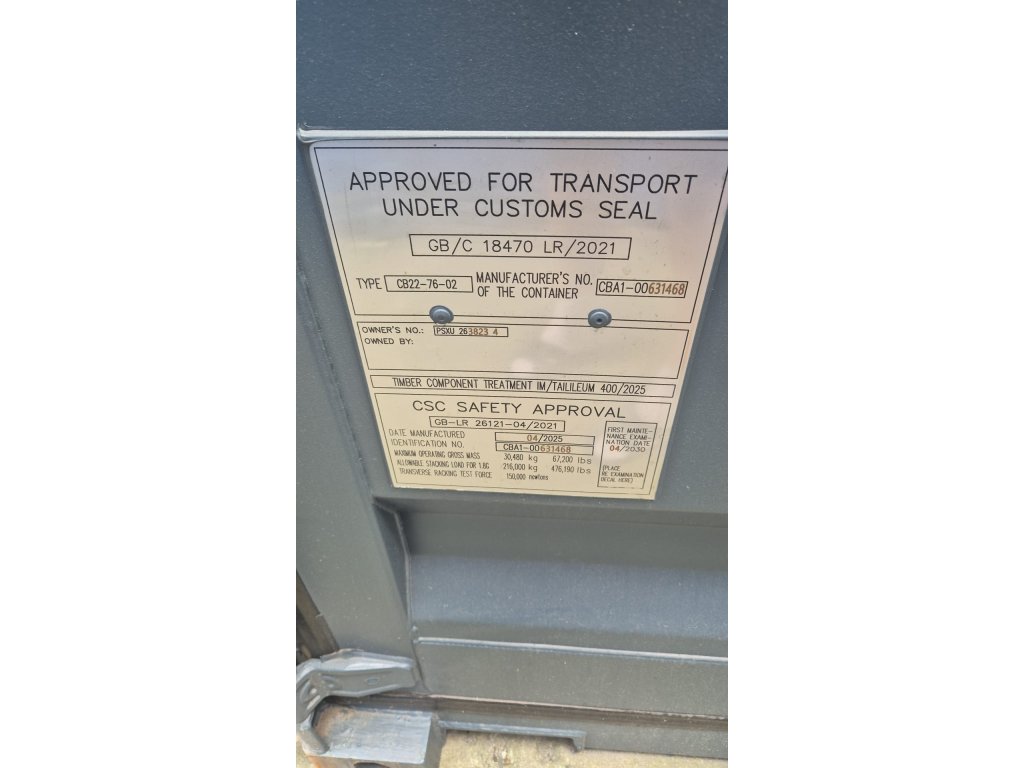 APPROVED FOR TRANSPORT
UNDER CUSTOMS SEAL
GB/C 18470 LR/2021
TYPE CB22-76-02 MANUFACTURER'S NO. OF THE CONTAINER CBA1-00631468
OWNER'S NO.: PSXU 263823 4
OWNED BY:
TIMBER COMPONENT TREATMENT IM/TAILILEUM 400/2025
CSC SAFETY APPROVAL
GB-LR 26121-04/2021
DATE MANUFACTURED 04/2025
IDENTIFICATION NO. CBA1-00631468
MAXIMUM OPERATING GROSS MASS 30,480 kg 67,200 lbs
ALLOWABLE STACKING LOAD FOR 1.8G 216,000 kg 476,190 lbs
TRANSVERSE RACKING TEST FORCE 150,000 newtons
FIRST MAINTE-
NANCE EXAMI-
NATION DATE
04/2030
(PLACE
RE EXAMINATION
DECAL HERE)